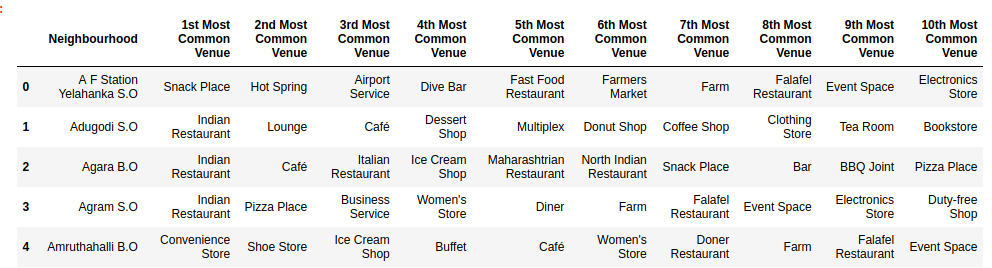 :
Neighbourhood 1st Most Common Venue 2nd Most Common Venue 3rd Most Common Venue 4th Most Common Venue 5th Most Common Venue 6th Most Common Venue 7th Most Common Venue 8th Most Common Venue 9th Most Common Venue 10th Most Common Venue
0 A F Station Yelahanka S.O Snack Place Hot Spring Airport Service Dive Bar Fast Food Restaurant Farmers Market Farm Falafel Restaurant Event Space Electronics Store
1 Adugodi S.O Indian Restaurant Lounge Café Dessert Shop Multiplex Donut Shop Coffee Shop Clothing Store Tea Room Bookstore
2 Agara B.O Indian Restaurant Café Italian Restaurant Ice Cream Shop Maharashtrian Restaurant North Indian Restaurant Snack Place Bar BBQ Joint Pizza Place
3 Agram S.O Indian Restaurant Pizza Place Business Service Women's Store Diner Farm Falafel Restaurant Event Space Electronics Store Duty-free Shop
4 Amruthahalli B.O Convenience Store Shoe Store Ice Cream Shop Buffet Café Women's Store Doner Restaurant Farm Falafel Restaurant Event Space